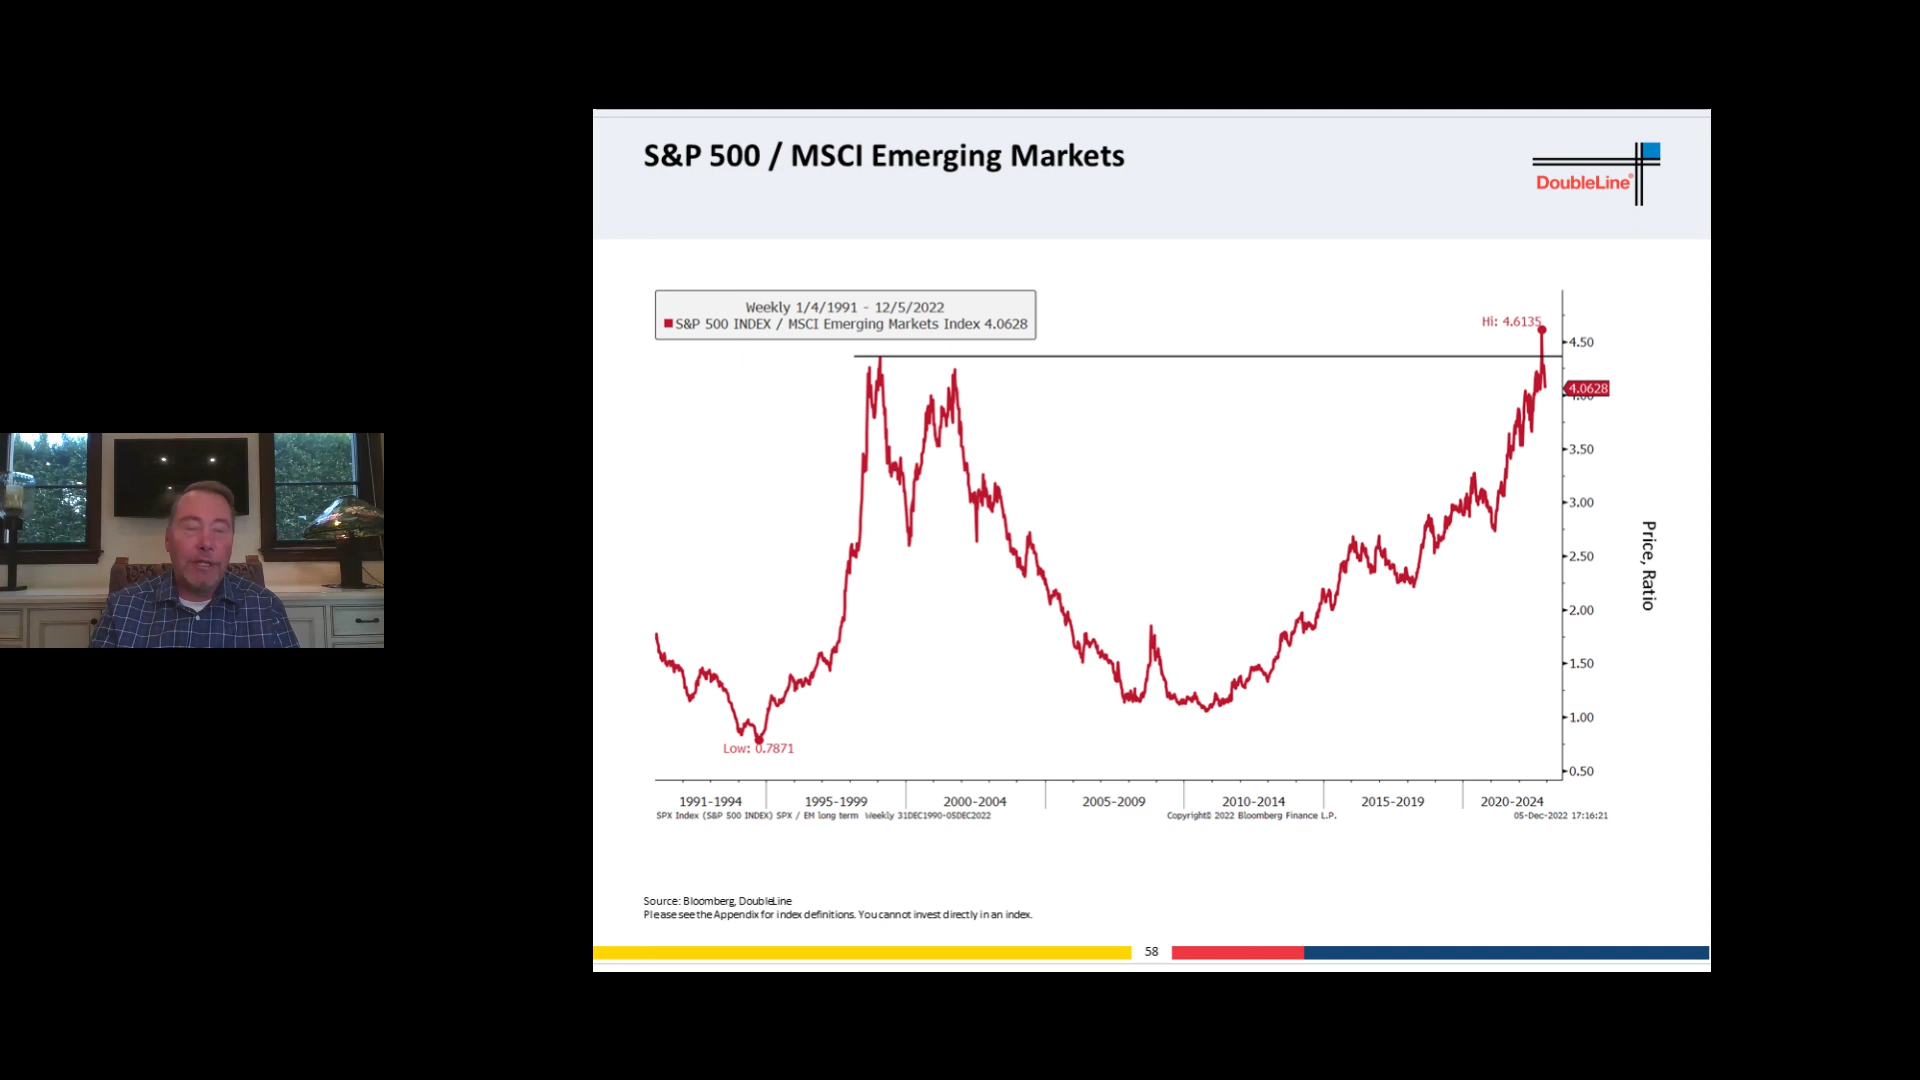 S&P 500 / MSCI Emerging Markets
DoubleLine®
Weekly 1/4/1991 - 12/5/2022
S&P 500 INDEX / MSCI Emerging Markets Index 4.0628
Hi: 4.6135
4.50
4.0628
4.00
3.50
3.00
2.50
2.00
1.50
1.00
0.50
Price, Ratio
Low: 0.7871
1991-1994 1995-1999 2000-2004 2005-2009 2010-2014 2015-2019 2020-2024
SPX Index (S&P 500 INDEX) SPX / EM long term Weekly 31DEC1990-05DEC2022 Copyright© 2022 Bloomberg Finance L.P. 05-Dec-2022 17:16:21
Source: Bloomberg, DoubleLine
Please see the Appendix for index definitions. You cannot invest directly in an index.
58